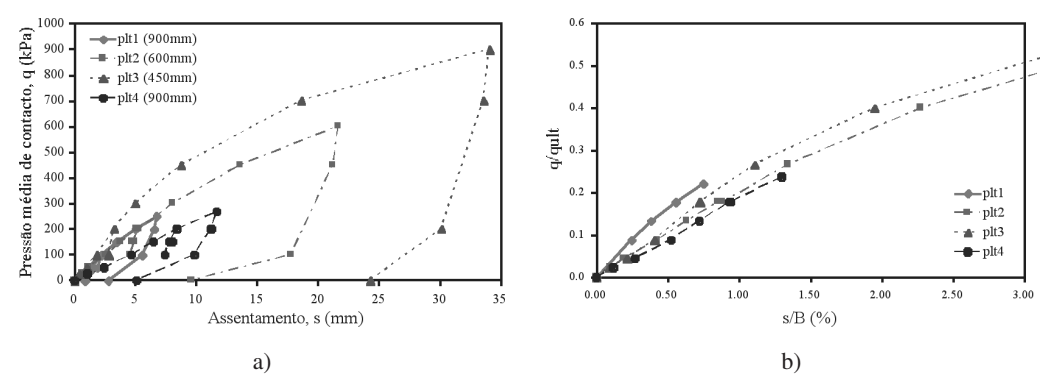 1000
900
800
700
600
500
400
300
200
100
0
Pressão média de contacto, q (kPa)
plt1 (900mm)
plt2 (600mm)
plt3 (450mm)
plt4 (900mm)
0 5 10 15 20 25 30 35
Assentamento, s (mm)
a)
0.6
0.5
0.4
0.3
0.2
0.1
0.0
q/qult
plt1
plt2
plt3
plt4
0.00 0.50 1.00 1.50 2.00 2.50 3.00
s/B (%)
b)